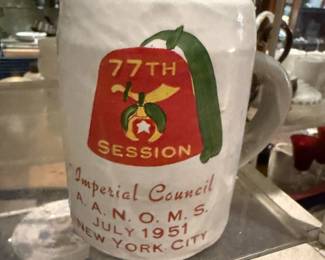 77TH
SESSION
Imperial Council
A.A.N.O.M.S.
JULY 1951
NEW YORK CITY